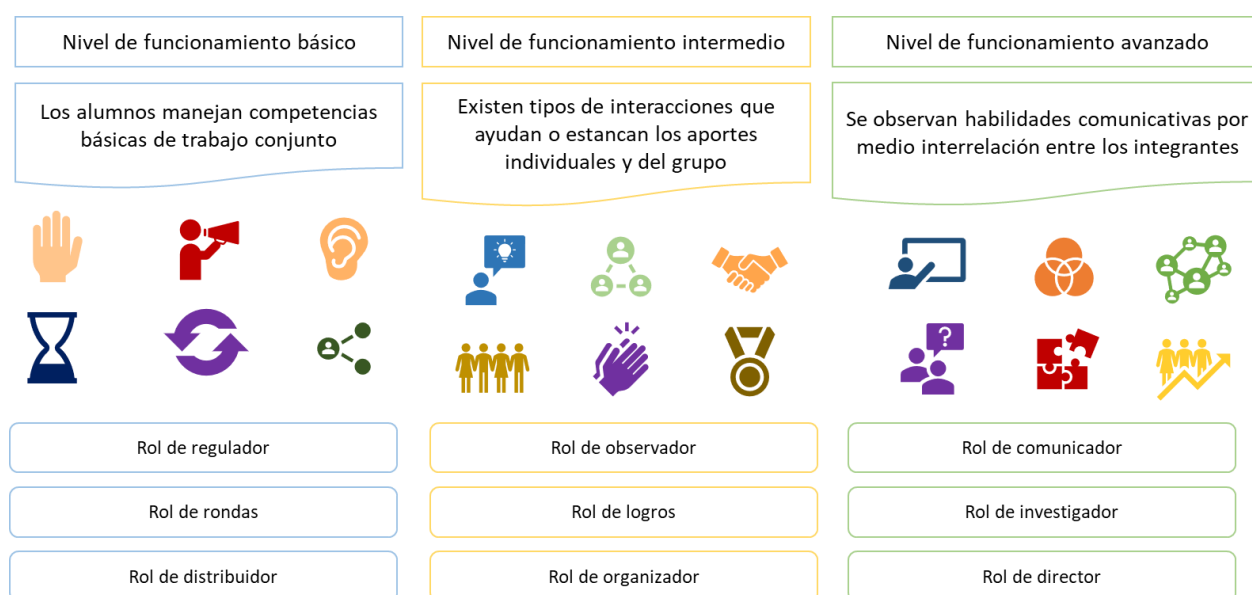 Nivel de funcionamiento básico
Nivel de funcionamiento intermedio
Nivel de funcionamiento avanzado
Los alumnos manejan competencias
básicas de trabajo conjunto
Existen tipos de interacciones que
ayudan o estancan los aportes
individuales y del grupo
Se observan habilidades comunicativas por
medio interrelación entre los integrantes
?
Rol de regulador
Rol de observador
Rol de comunicador
Rol de rondas
Rol de logros
Rol de investigador
Rol de distribuidor
Rol de organizador
Rol de director